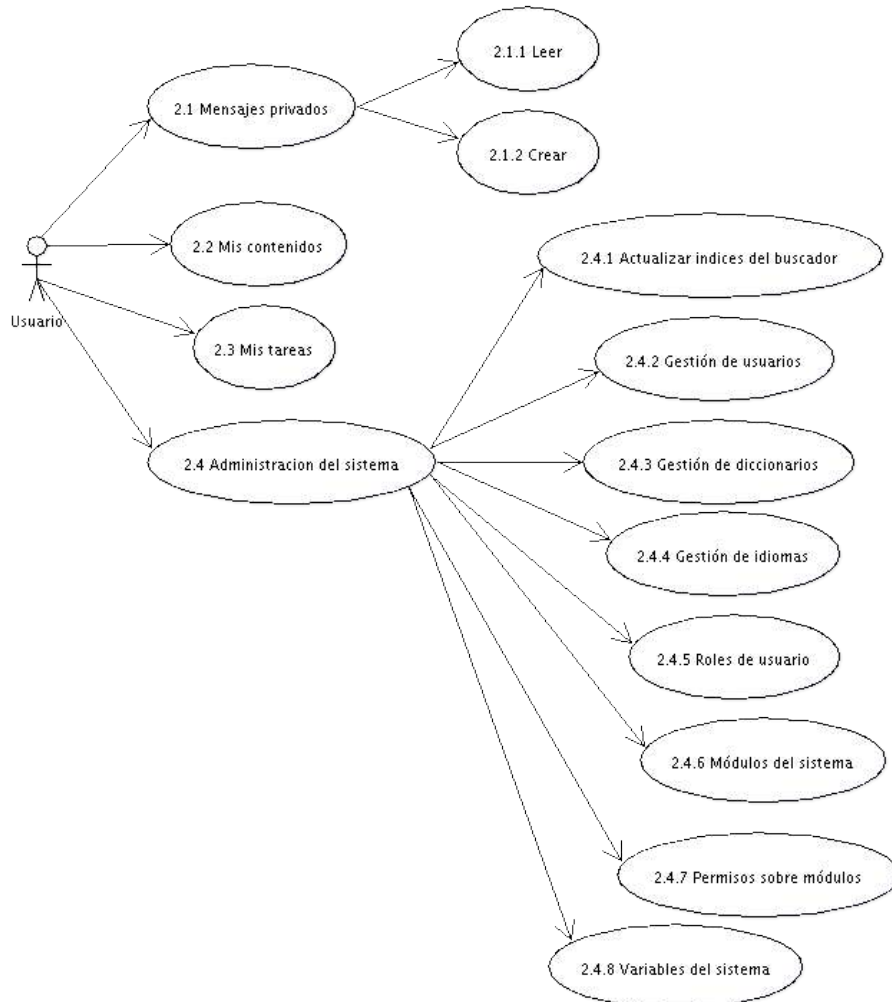 2.1.1 Leer
2.1 Mensajes privados
2.1.2 Crear
2.2 Mis contenidos
2.4.1 Actualizar indices del buscador
Usuario
2.3 Mis tareas
2.4.2 Gestión de usuarios
2.4 Administracion del sistema
2.4.3 Gestión de diccionarios
2.4.4 Gestión de idiomas
2.4.5 Roles de usuario
2.4.6 Módulos del sistema
2.4.7 Permisos sobre módulos
2.4.8 Variables del sistema